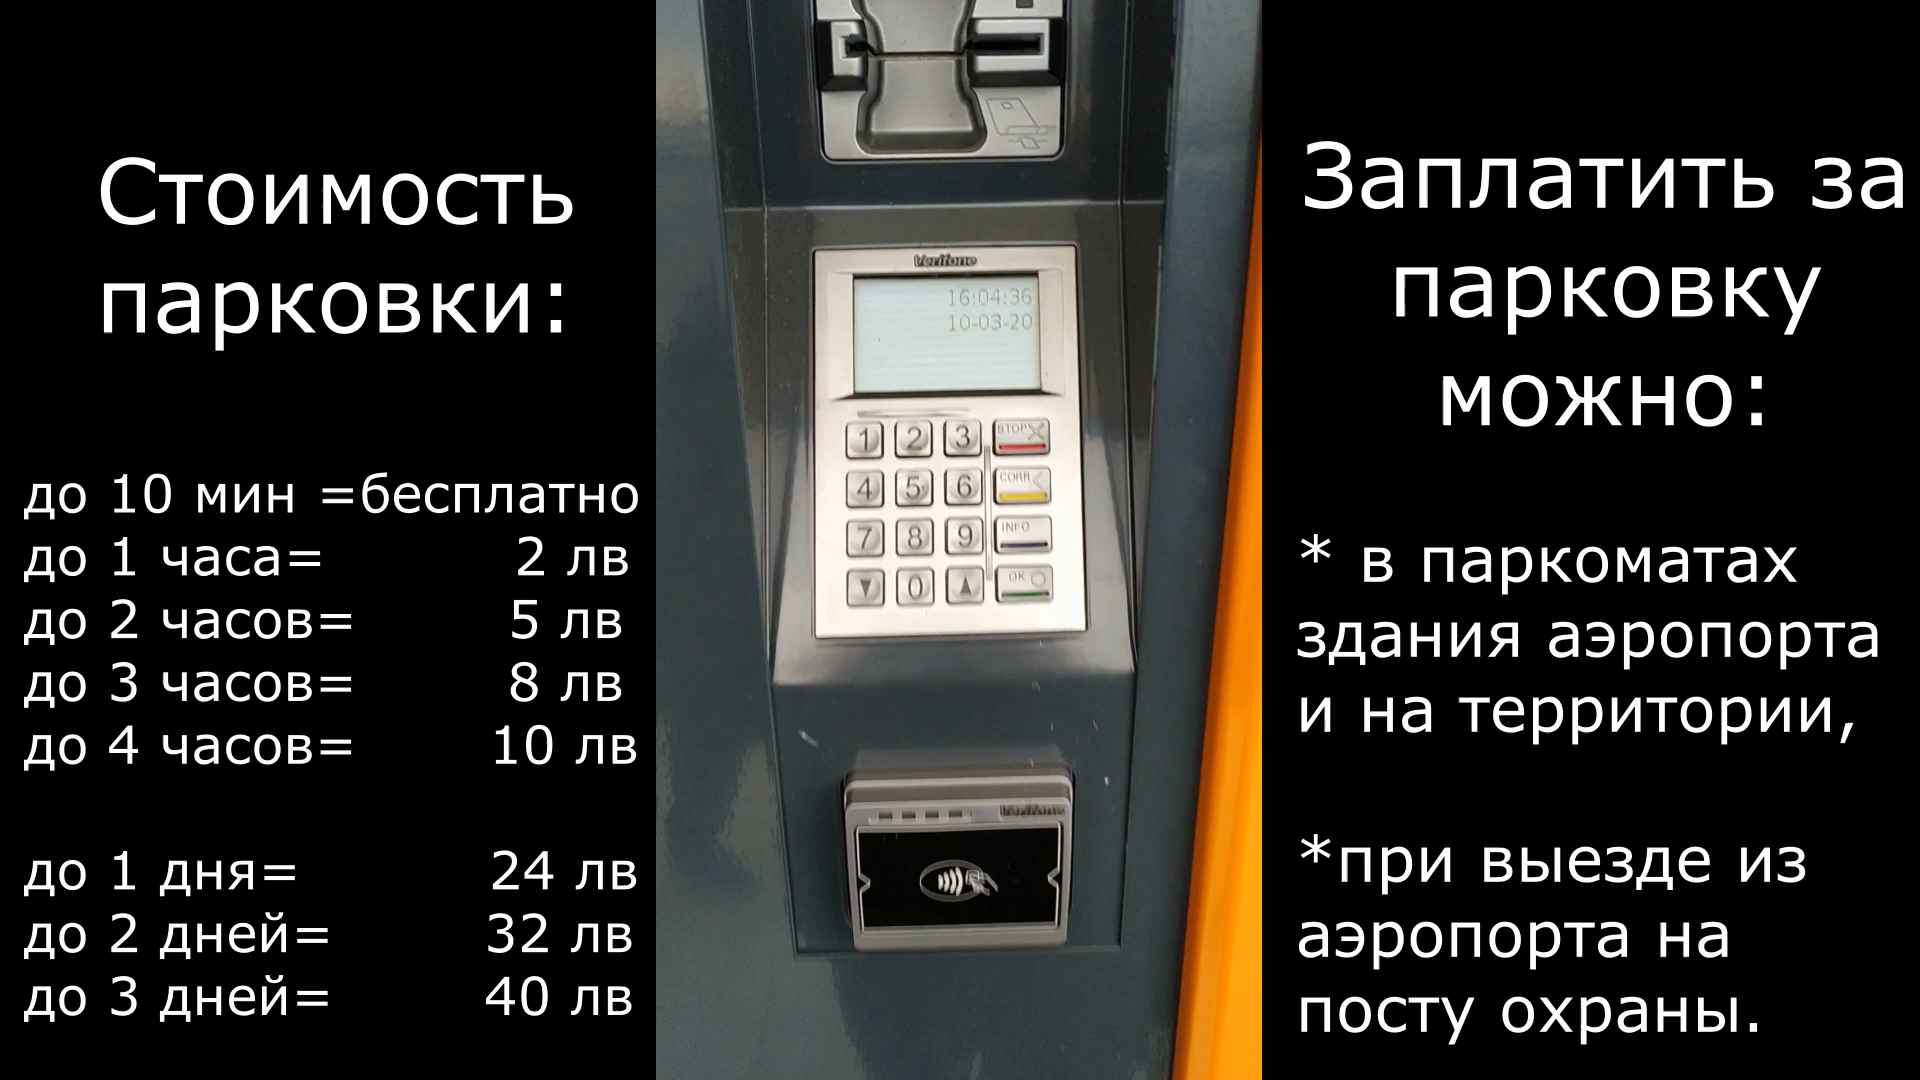 Стоимость
парковки:
до 10 мин =бесплатно
до 1 часа= 2 лв
до 2 часов= 5 лв
до 3 часов= 8 лв
до 4 часов= 10 лв
до 1 дня= 24 лв
до 2 дней= 32 лв
до 3 дней= 40 лв
Verifone
16:04:36
10-03-20
1 2 3 STOP
4 5 6 CORR
7 8 9 INFO
0 OK
Verifone
Заплатить за
парковку
можно:
* в паркоматах
здания аэропорта
и на территории,
*при выезде из
аэропорта на
посту охраны.